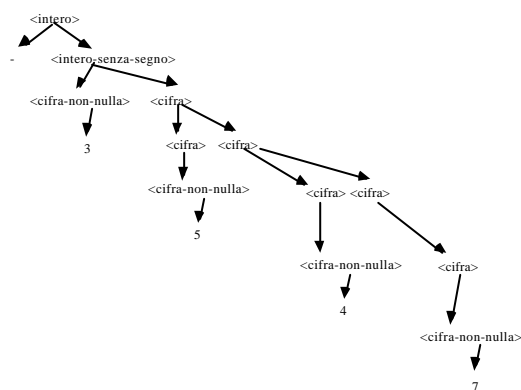 <intero>
- <intero-senza-segno>
<cifra-non-nulla> <cifra>
3 <cifra> <cifra>
<cifra-non-nulla> <cifra> <cifra>
5
<cifra-non-nulla> <cifra>
4
<cifra-non-nulla>
7